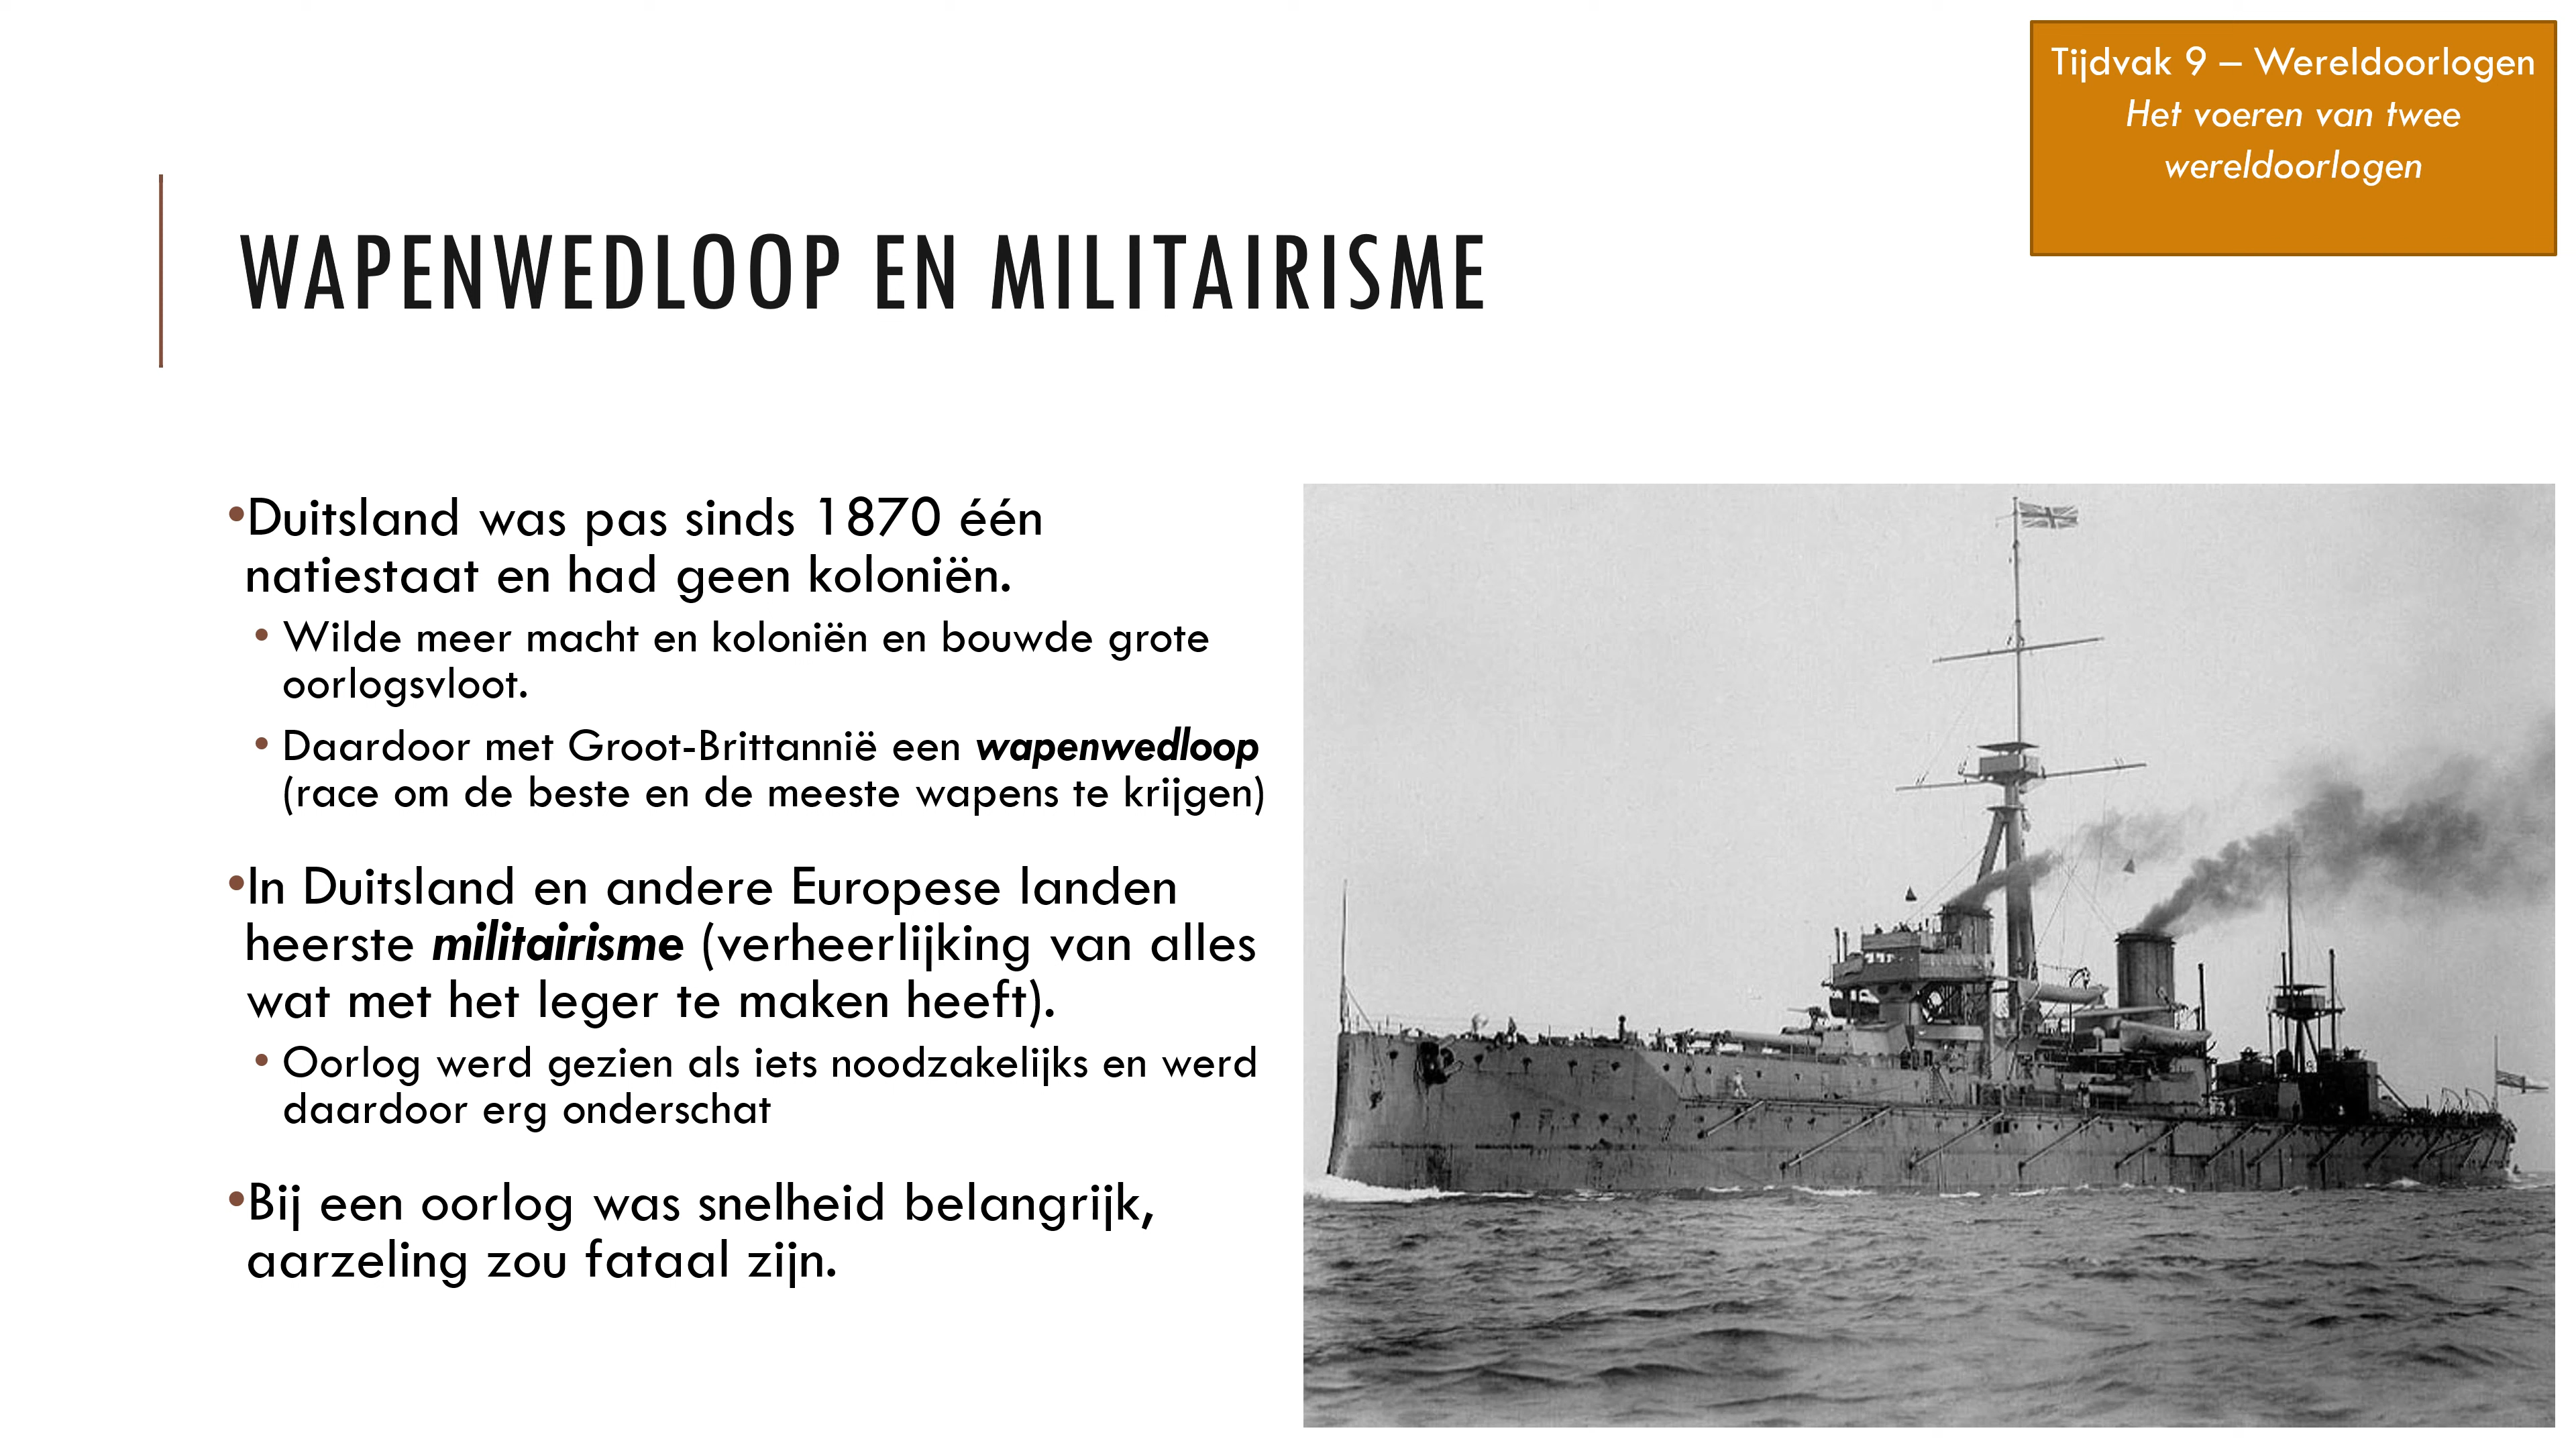 Tijdvak 9 – Wereldoorlogen
Het voeren van twee
wereldoorlogen
WAPENWEDLOOP EN MILITAIRISME
•Duitsland was pas sinds 1870 één
natiestaat en had geen koloniën.
• Wilde meer macht en koloniën en bouwde grote
oorlogsvloot.
• Daardoor met Groot-Brittannië een wapenwedloop
(race om de beste en de meeste wapens te krijgen)
•In Duitsland en andere Europese landen
heerste militairisme (verheerlijking van alles
wat met het leger te maken heeft).
• Oorlog werd gezien als iets noodzakelijks en werd
daardoor erg onderschat
•Bij een oorlog was snelheid belangrijk,
aarzeling zou fataal zijn.